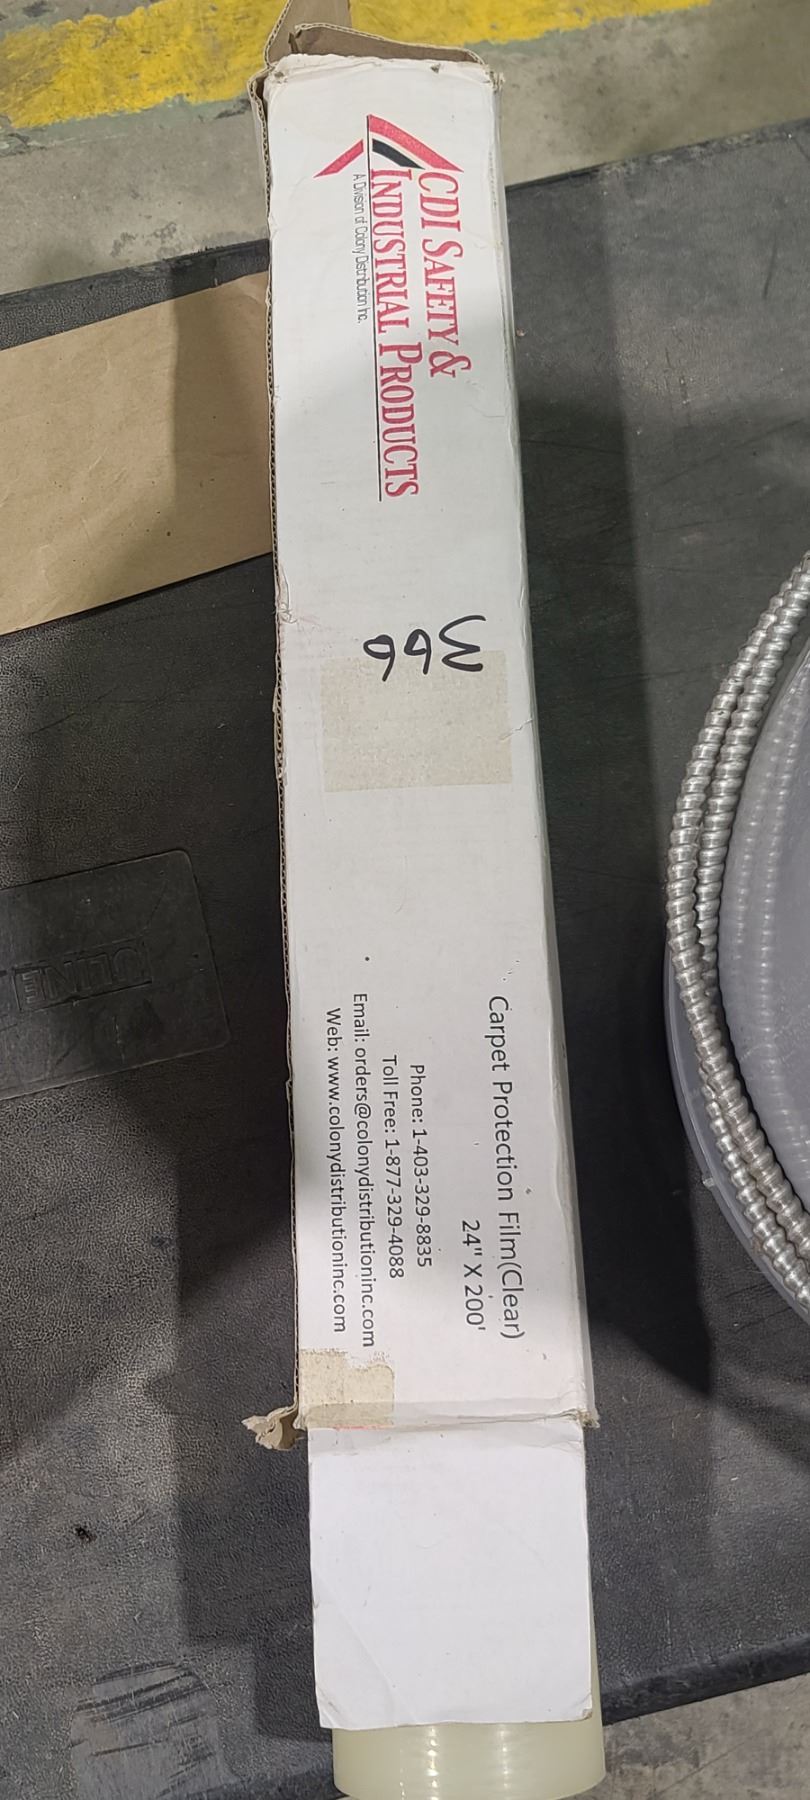 CDI SAFETY &
INDUSTRIAL PRODUCTS
A Division of Colony Distribution Inc.
Carpet Protection Film(Clear)
24" X 200'
Phone: 1-403-329-8835
Toll Free: 1-877-329-4088
Email: orders@colonydistributioninc.com
Web: www.colonydistributioninc.com
ULINE